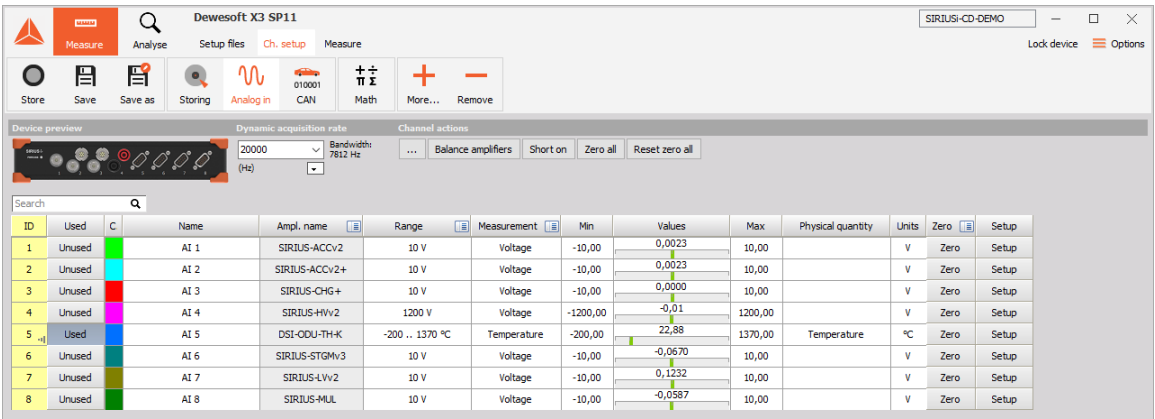 Dewesoft X3 SP11
SIRIUSi-CD-DEMO
Measure
Analyse
Setup files Ch. setup Measure
Lock device Options
010001
Store Save Save as Storing Analog in CAN Math More... Remove
Device preview Dynamic acquisition rate Channel actions
20000 Bandwidth: 7812 Hz ... Balance amplifiers Short on Zero all Reset zero all
(Hz)
Search
ID Used C Name Ampl. name Range Measurement Min Values Max Physical quantity Units Zero Setup
1 Unused AI 1 SIRIUS-ACCv2 10 V Voltage -10,00 0,0023 10,00 V Zero Setup
2 Unused AI 2 SIRIUS-ACCv2+ 10 V Voltage -10,00 0,0023 10,00 V Zero Setup
3 Unused AI 3 SIRIUS-CHG+ 10 V Voltage -10,00 0,0000 10,00 V Zero Setup
4 Unused AI 4 SIRIUS-HVv2 1200 V Voltage -1200,00 -0,01 1200,00 V Zero Setup
5 Used AI 5 DSI-ODU-TH-K -200 .. 1370 °C Temperature -200,00 22,88 1370,00 Temperature °C Zero Setup
6 Unused AI 6 SIRIUS-STGMv3 10 V Voltage -10,00 -0,0670 10,00 V Zero Setup
7 Unused AI 7 SIRIUS-LVv2 10 V Voltage -10,00 0,1232 10,00 V Zero Setup
8 Unused AI 8 SIRIUS-MUL 10 V Voltage -10,00 -0,0587 10,00 V Zero Setup